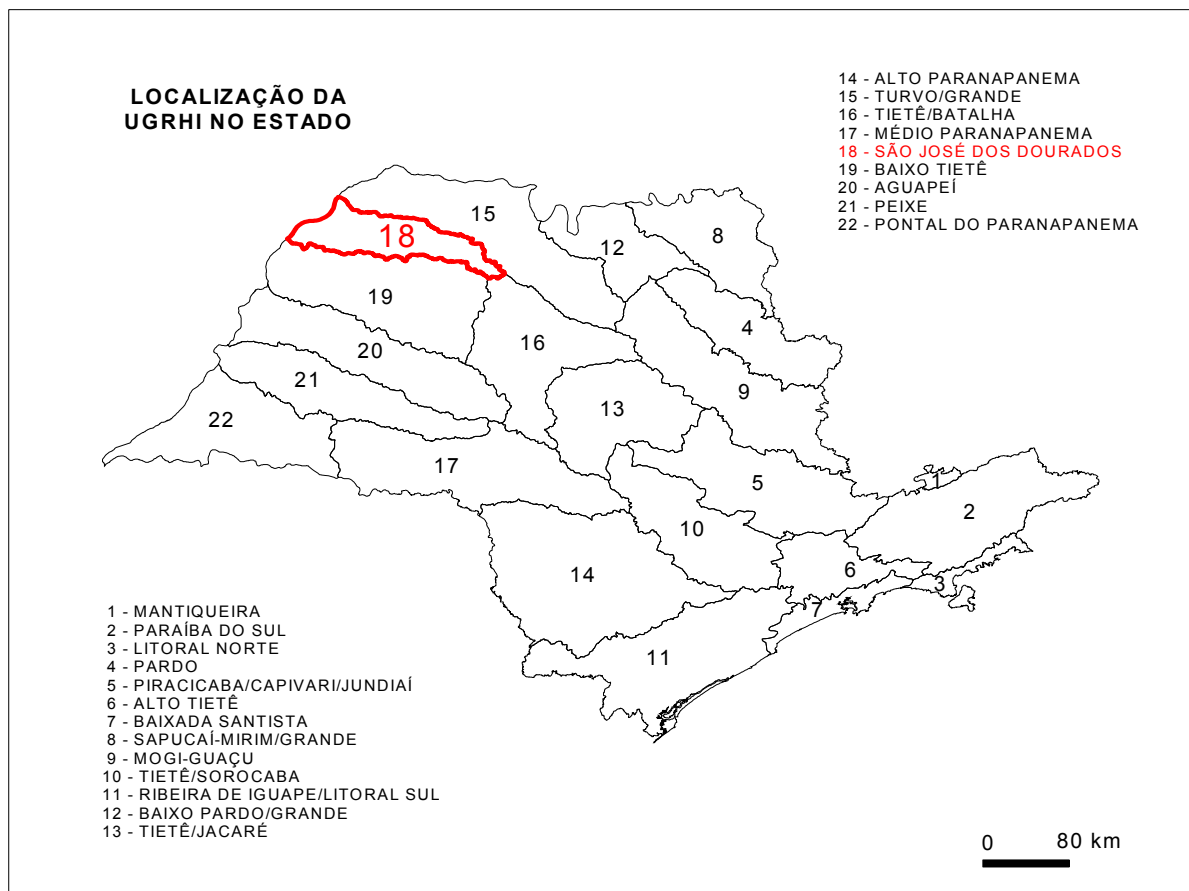 LOCALIZAÇÃO DA
UGRHI NO ESTADO
14 - ALTO PARANAPANEMA
15 - TURVO/GRANDE
16 - TIETÊ/BATALHA
17 - MÉDIO PARANAPANEMA
18 - SÃO JOSÉ DOS DOURADOS
19 - BAIXO TIETÊ
20 - AGUAPEÍ
21 - PEIXE
22 - PONTAL DO PARANAPANEMA
15
18
12
8
19
16
4
20
21
13
9
22
17
5
1
2
10
14
6
3
7
11
1 - MANTIQUEIRA
2 - PARAÍBA DO SUL
3 - LITORAL NORTE
4 - PARDO
5 - PIRACICABA/CAPIVARI/JUNDIAÍ
6 - ALTO TIETÊ
7 - BAIXADA SANTISTA
8 - SAPUCAÍ-MIRIM/GRANDE
9 - MOGI-GUAÇU
10 - TIETÊ/SOROCABA
11 - RIBEIRA DE IGUAPE/LITORAL SUL
12 - BAIXO PARDO/GRANDE
13 - TIETÊ/JACARÉ
0 80 km